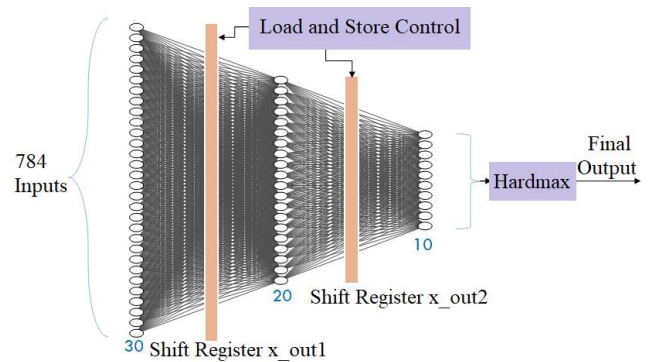 Load and Store Control
784
Inputs
Final
Output
Hardmax
10
20
Shift Register x_out2
30
Shift Register x_out1